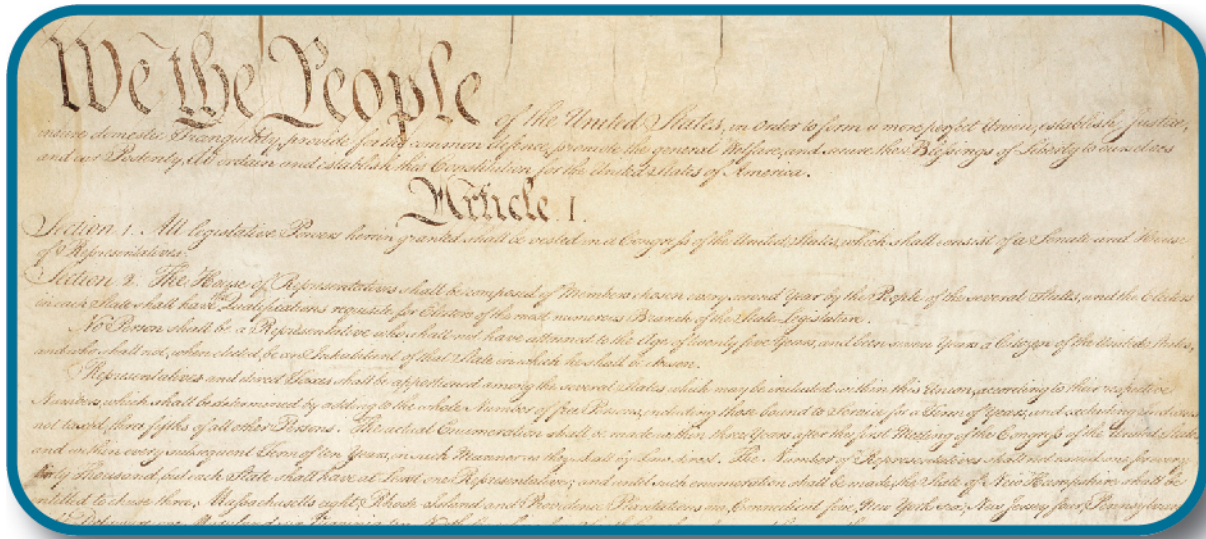 We the People
of the United States, in Order to form a more perfect Union, establish Justice,
insure domestic Tranquility, provide for the common defence, promote the general Welfare, and secure the Blessings of Liberty to ourselves
and our Posterity, do ordain and establish this Constitution for the United States of America.
Article. I.
Section. 1. All legislative Powers herein granted shall be vested in a Congress of the United States, which shall consist of a Senate and House
of Representatives.
Section. 2. The House of Representatives shall be composed of Members chosen every second Year by the People of the several States, and the Electors
in each State shall have Qualifications requisite for Electors of the most numerous Branch of the State Legislature.
No Person shall be a Representative who shall not have attained to the Age of twenty five Years, and been seven Years a Citizen of the United States,
and who shall not, when elected, be an Inhabitant of that State in which he shall be chosen.
Representatives and direct Taxes shall be apportioned among the several States which may be included within this Union, according to their respective
Numbers, which shall be determined by adding to the whole Number of free Persons, including those bound to Service for a Term of Years, and excluding Indians
not taxed, three fifths of all other Persons. The actual Enumeration shall be made within three Years after the first Meeting of the Congress of the United States,
and within every subsequent Term of ten Years, in such Manner as they shall by Law direct. The Number of Representatives shall not exceed one for every
thirty Thousand, but each State shall have at Least one Representative; and until such enumeration shall be made, the State of New Hampshire shall be
entitled to chuse three, Massachusetts eight, Rhode Island and Providence Plantations one, Connecticut five, New York six, New Jersey four, Pennsylvania